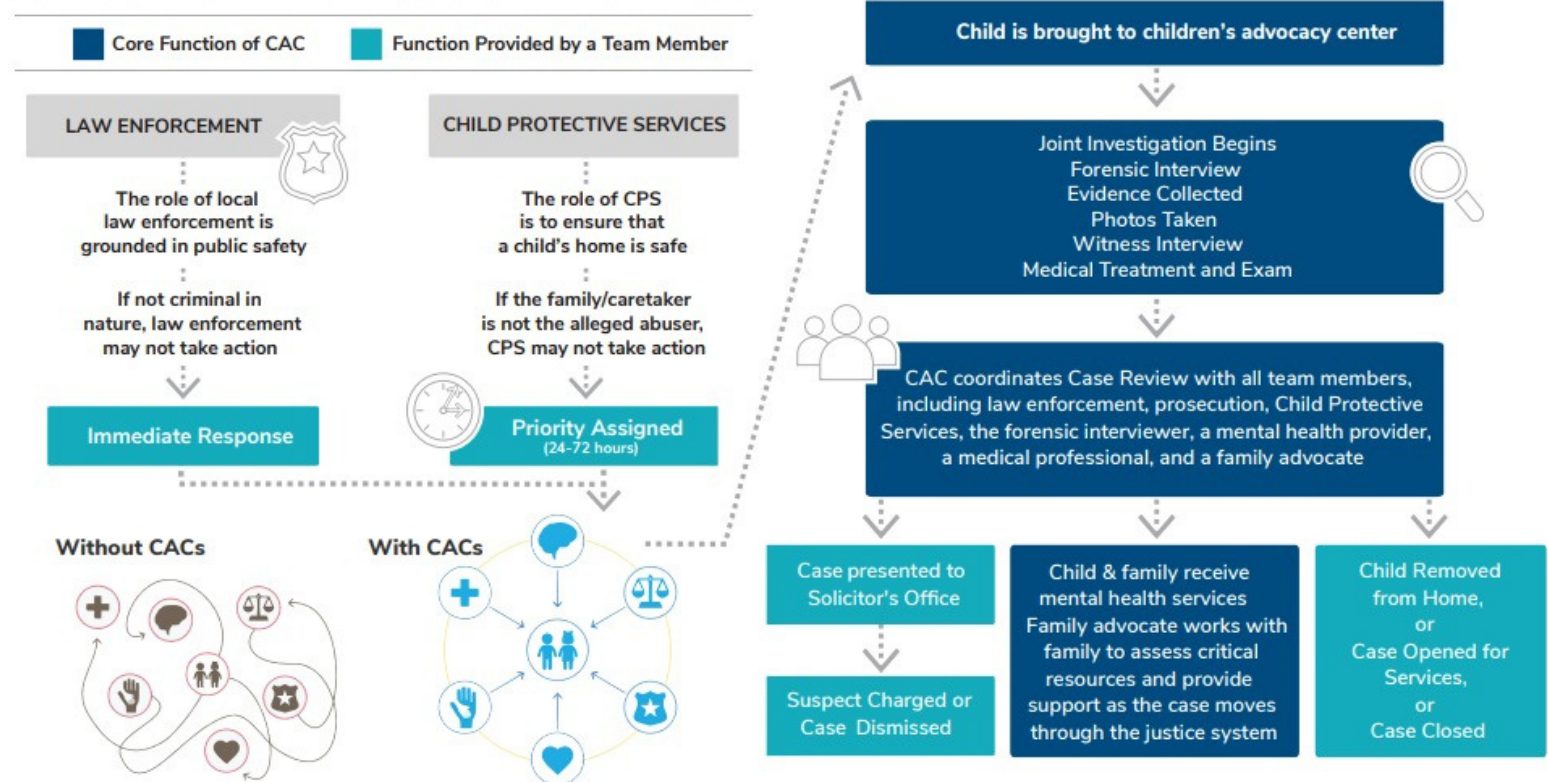 Core Function of CAC
Function Provided by a Team Member
LAW ENFORCEMENT
The role of local
law enforcement is
grounded in public safety
If not criminal in
nature, law enforcement
may not take action
Immediate Response
CHILD PROTECTIVE SERVICES
The role of CPS
is to ensure that
a child's home is safe
If the family/caretaker
is not the alleged abuser,
CPS may not take action
Priority Assigned
(24-72 hours)
Without CACs
With CACs
Child is brought to children's advocacy center
Joint Investigation Begins
Forensic Interview
Evidence Collected
Photos Taken
Witness Interview
Medical Treatment and Exam
CAC coordinates Case Review with all team members,
including law enforcement, prosecution, Child Protective
Services, the forensic interviewer, a mental health provider,
a medical professional, and a family advocate
Case presented to
Solicitor's Office
Suspect Charged or
Case Dismissed
Child & family receive
mental health services
Family advocate works with
family to assess critical
resources and provide
support as the case moves
through the justice system
Child Removed
from Home,
or
Case Opened for
Services,
or
Case Closed